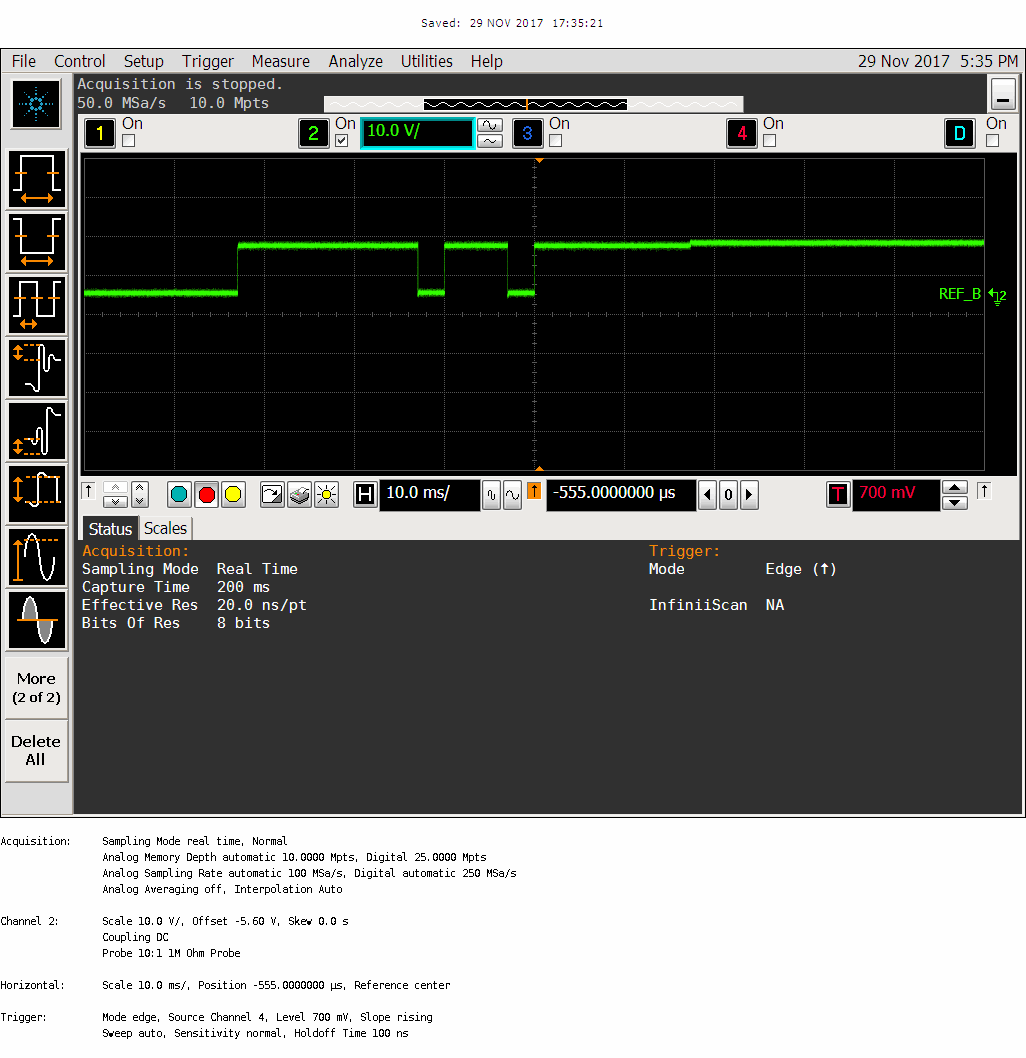 Saved: 29 NOV 2017 17:35:21
File Control Setup Trigger Measure Analyze Utilities Help 29 Nov 2017 5:35 PM
Acquisition is stopped.
50.0 MSa/s 10.0 Mpts
1 On 2 On 10.0 V/ 3 On 4 On D On
REF_B 2
H 10.0 ms/ -555.0000000 µs 0 T 700 mV
Status Scales
Acquisition: Trigger:
Sampling Mode Real Time Mode Edge (↑)
Capture Time 200 ms
Effective Res 20.0 ns/pt InfiniiScan NA
Bits Of Res 8 bits
More
(2 of 2)
Delete
All
Acquisition: Sampling Mode real time, Normal
Analog Memory Depth automatic 10.0000 Mpts, Digital 25.0000 Mpts
Analog Sampling Rate automatic 100 MSa/s, Digital automatic 250 MSa/s
Analog Averaging off, Interpolation Auto
Channel 2: Scale 10.0 V/, Offset -5.60 V, Skew 0.0 s
Coupling DC
Probe 10:1 1M Ohm Probe
Horizontal: Scale 10.0 ms/, Position -555.0000000 µs, Reference center
Trigger: Mode edge, Source Channel 4, Level 700 mV, Slope rising
Sweep auto, Sensitivity normal, Holdoff Time 100 ns